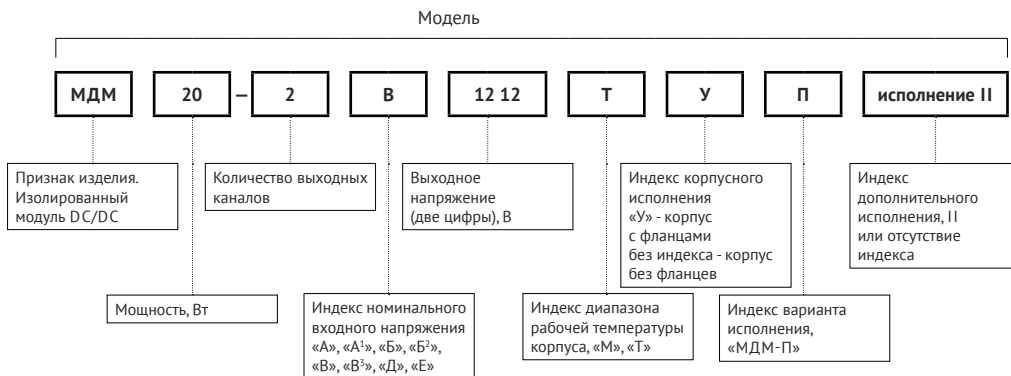 Модель
МДМ 20 — 2 В 12 12 Т У П исполнение II
Признак изделия.
Изолированный
модуль DC/DC
Количество выходных
каналов
Выходное
напряжение
(две цифры), В
Индекс корпусного
исполнения
«У» - корпус
с фланцами
без индекса - корпус
без фланцев
Индекс
дополнительного
исполнения, II
или отсутствие
индекса
Мощность, Вт
Индекс номинального
входного напряжения
«А», «А¹», «Б», «Б²»,
«В», «В³», «Д», «Е»
Индекс диапазона
рабочей температуры
корпуса, «М», «Т»
Индекс варианта
исполнения,
«МДМ-П»